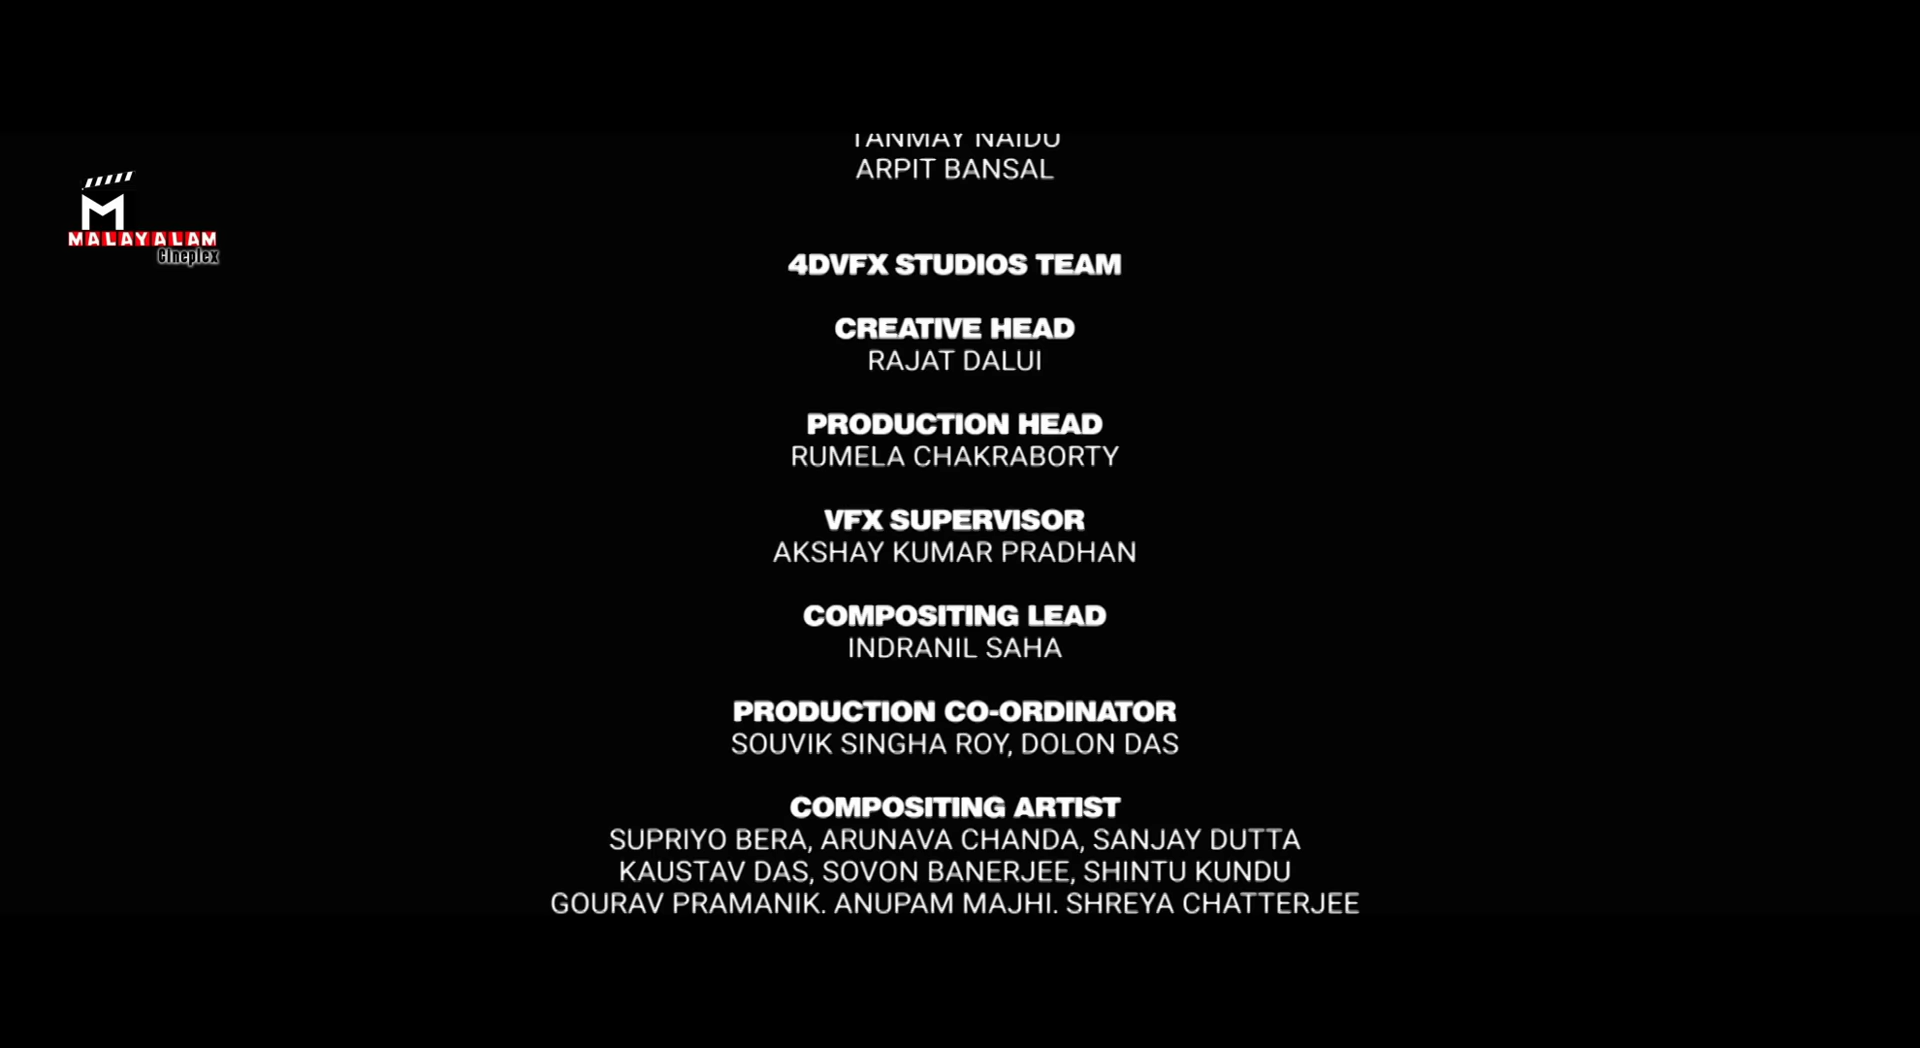 TANMAY NAIDU
ARPIT BANSAL
M
MALAYALAM
Cineplex
4DVFX STUDIOS TEAM
CREATIVE HEAD
RAJAT DALUI
PRODUCTION HEAD
RUMELA CHAKRABORTY
VFX SUPERVISOR
AKSHAY KUMAR PRADHAN
COMPOSITING LEAD
INDRANIL SAHA
PRODUCTION CO-ORDINATOR
SOUVIK SINGHA ROY, DOLON DAS
COMPOSITING ARTIST
SUPRIYO BERA, ARUNAVA CHANDA, SANJAY DUTTA
KAUSTAV DAS, SOVON BANERJEE, SHINTU KUNDU
GOURAV PRAMANIK, ANUPAM MAJHI, SHREYA CHATTERJEE